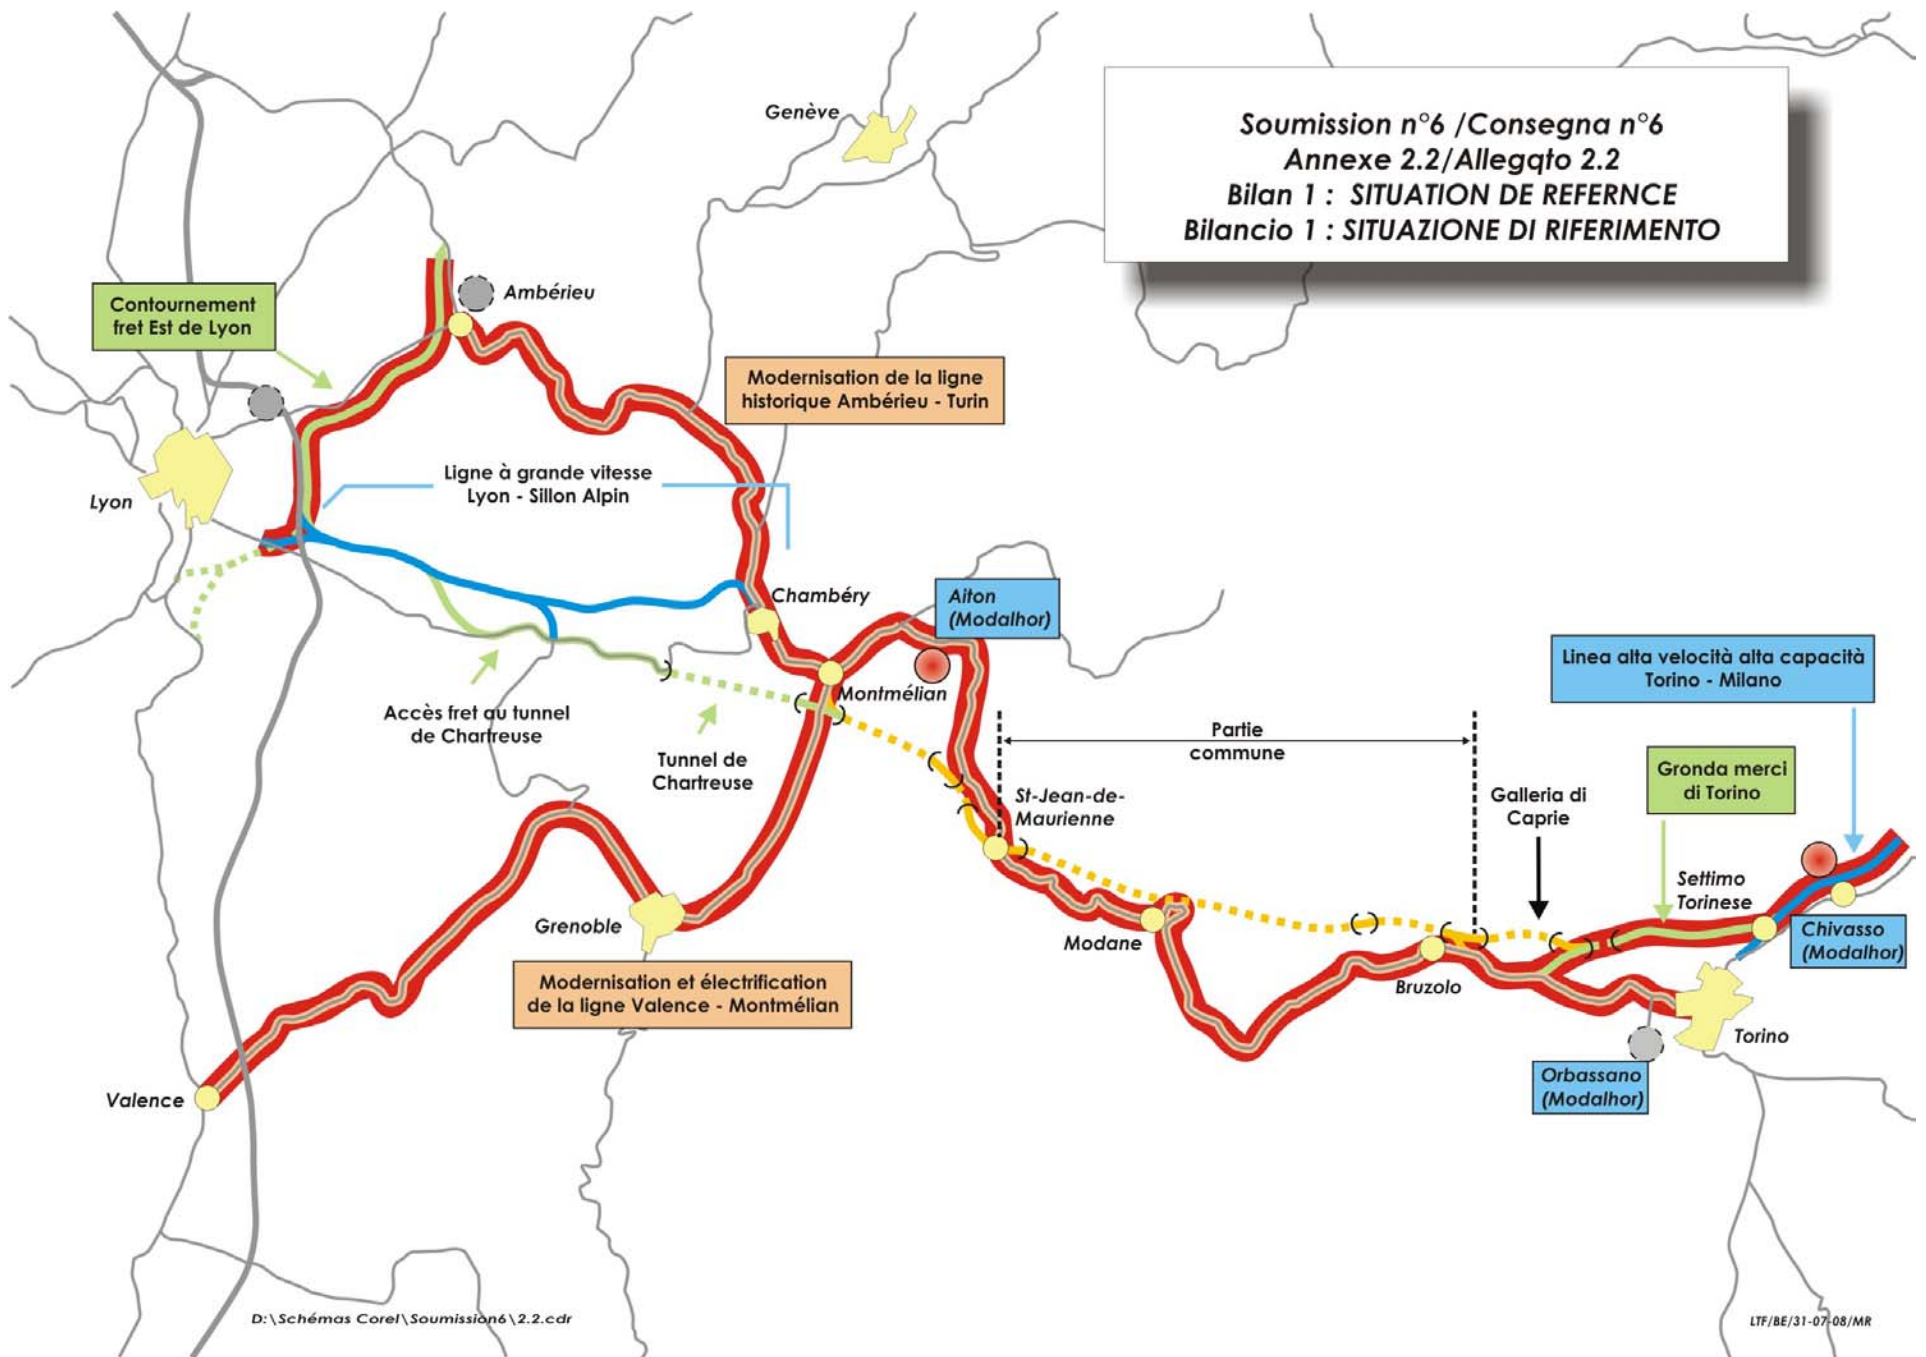 Soumission n°6 /Consegna n°6
Annexe 2.2/Allegqto 2.2
Bilan 1 : SITUATION DE REFERNCE
Bilancio 1 : SITUAZIONE DI RIFERIMENTO
Genève
Ambérieu
Contournement
fret Est de Lyon
Modernisation de la ligne
historique Ambérieu - Turin
Ligne à grande vitesse
Lyon - Sillon Alpin
Lyon
Chambéry
Aiton
(Modalhor)
Montmélian
Accès fret au tunnel
de Chartreuse
Tunnel de
Chartreuse
Partie
commune
Linea alta velocità alta capacità
Torino - Milano
Gronda merci
di Torino
Galleria di
Caprie
St-Jean-de-
Maurienne
Settimo
Torinese
Chivasso
(Modalhor)
Grenoble
Modane
Bruzolo
Modernisation et électrification
de la ligne Valence - Montmélian
Torino
Orbassano
(Modalhor)
Valence
D:\Schémas Corel\Soumission6\2.2.cdr
LTF/BE/31-07-08/MR